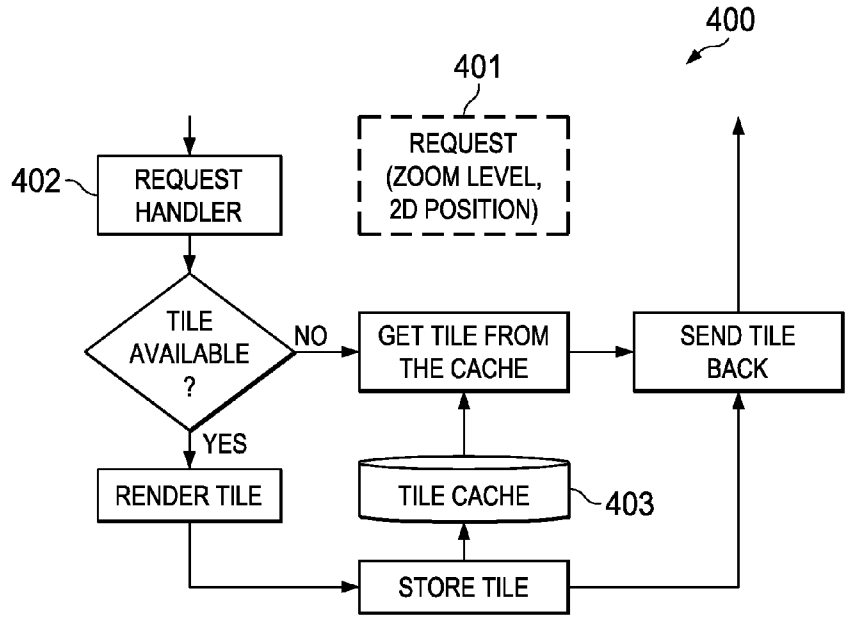 400
401
REQUEST
(ZOOM LEVEL,
2D POSITION)
402
REQUEST
HANDLER
TILE
AVAILABLE
?
NO
GET TILE FROM
THE CACHE
SEND TILE
BACK
YES
RENDER TILE
TILE CACHE
403
STORE TILE